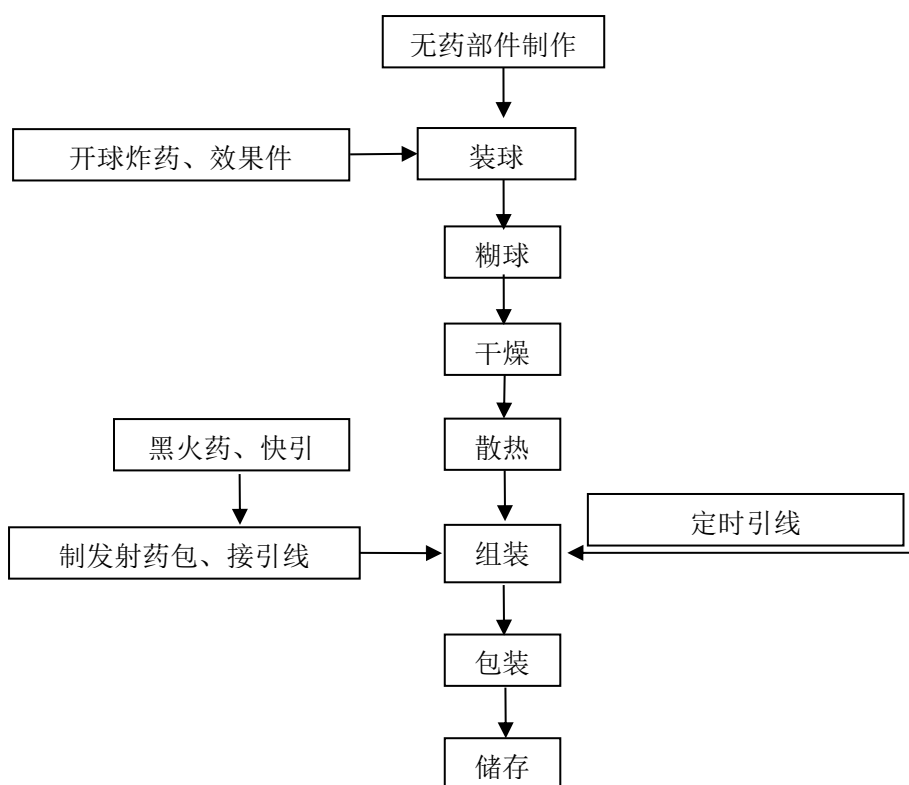 无药部件制作
开球炸药、效果件
装球
糊球
干燥
黑火药、快引
散热
定时引线
制发射药包、接引线
组装
包装
储存